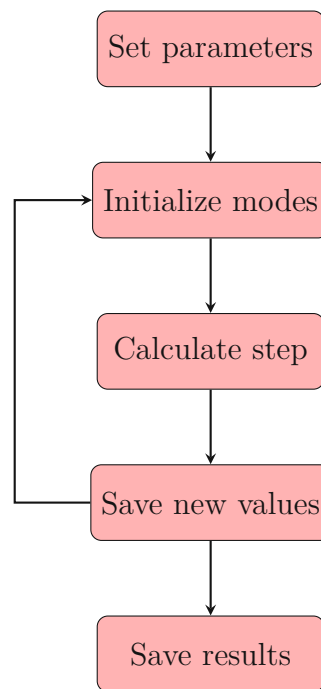 Set parameters
Initialize modes
Calculate step
Save new values
Save results